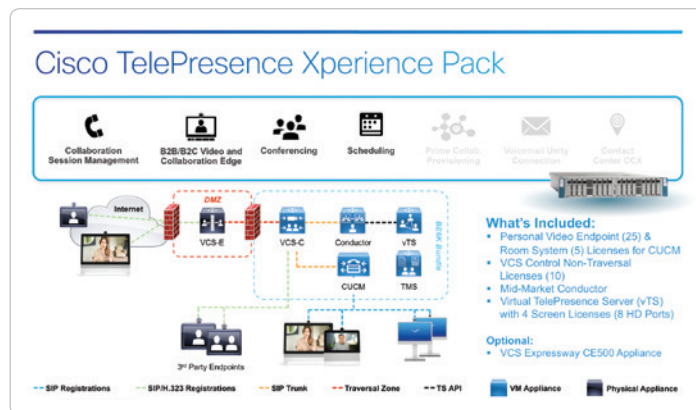 Cisco TelePresence Xperience Pack
Collaboration
Session Management
B2B/B2C Video and
Collaboration Edge
Conferencing
Scheduling
Prime Collab.
Provisioning
Voicemail Unity
Connection
Contact
Center CCX
Internet
DMZ
VCS-E
VCS-C
Conductor
vTS
CUCM
TMS
BE6K Bundle
3rd Party Endpoints
What's Included:
Personal Video Endpoint (25) &
Room System (5) Licenses for CUCM
VCS Control Non-Traversal
Licenses (10)
Mid-Market Conductor
Virtual TelePresence Server (vTS)
with 4 Screen Licenses (8 HD Ports)
Optional:
VCS Expressway CE500 Appliance
SIP Registrations
SIP/H.323 Registrations
SIP Trunk
Traversal Zone
TS API
VM Appliance
Physical Appliance